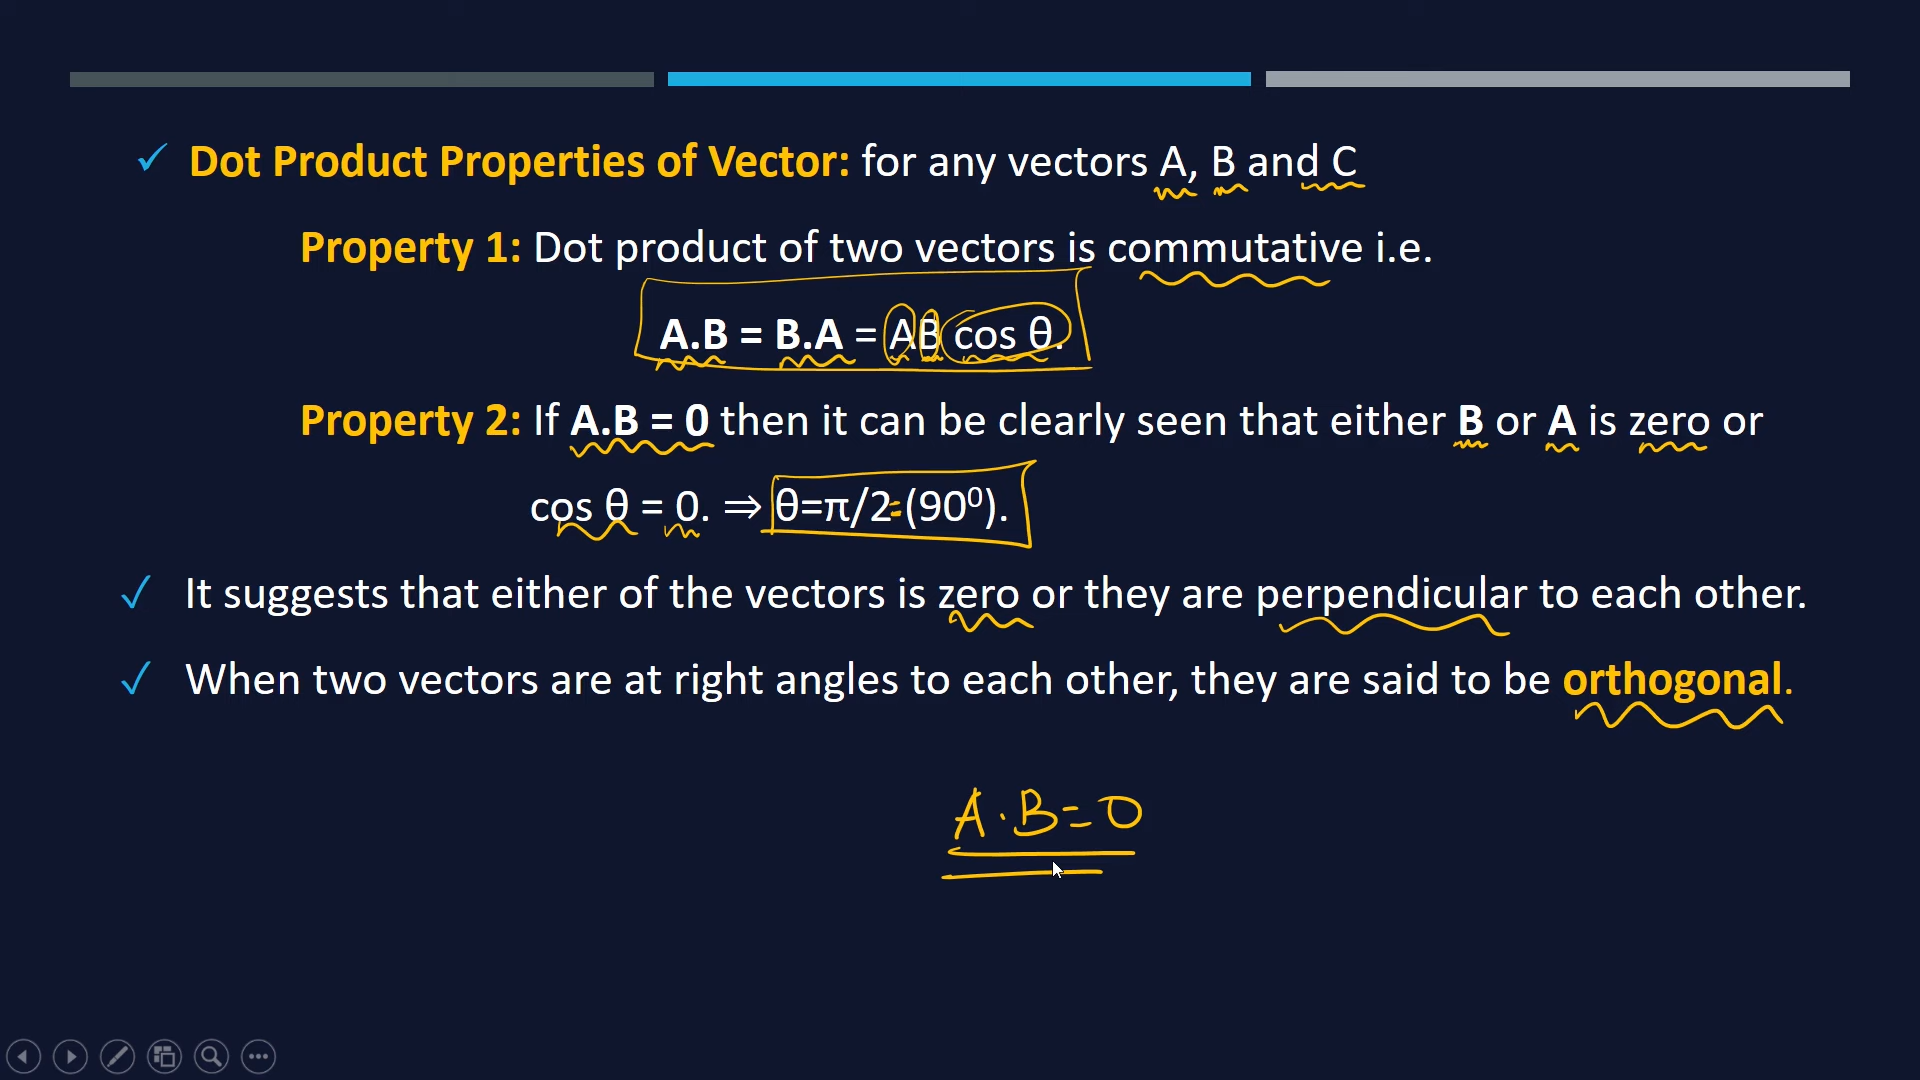 ✓ Dot Product Properties of Vector: for any vectors A, B and C
Property 1: Dot product of two vectors is commutative i.e.
A.B = B.A = AB cos θ.
Property 2: If A.B = 0 then it can be clearly seen that either B or A is zero or
cos θ = 0. ⇒ θ=π/2=(90⁰).
✓ It suggests that either of the vectors is zero or they are perpendicular to each other.
✓ When two vectors are at right angles to each other, they are said to be orthogonal.
A·B=0